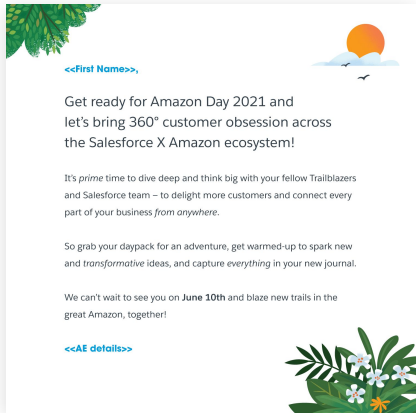 <<First Name>>,
Get ready for Amazon Day 2021 and
let's bring 360° customer obsession across
the Salesforce X Amazon ecosystem!
It's prime time to dive deep and think big with your fellow Trailblazers
and Salesforce team – to delight more customers and connect every
part of your business from anywhere.
So grab your daypack for an adventure, get warmed-up to spark new
and transformative ideas, and capture everything in your new journal.
We can't wait to see you on June 10th and blaze new trails in the
great Amazon, together!
<<AE details>>